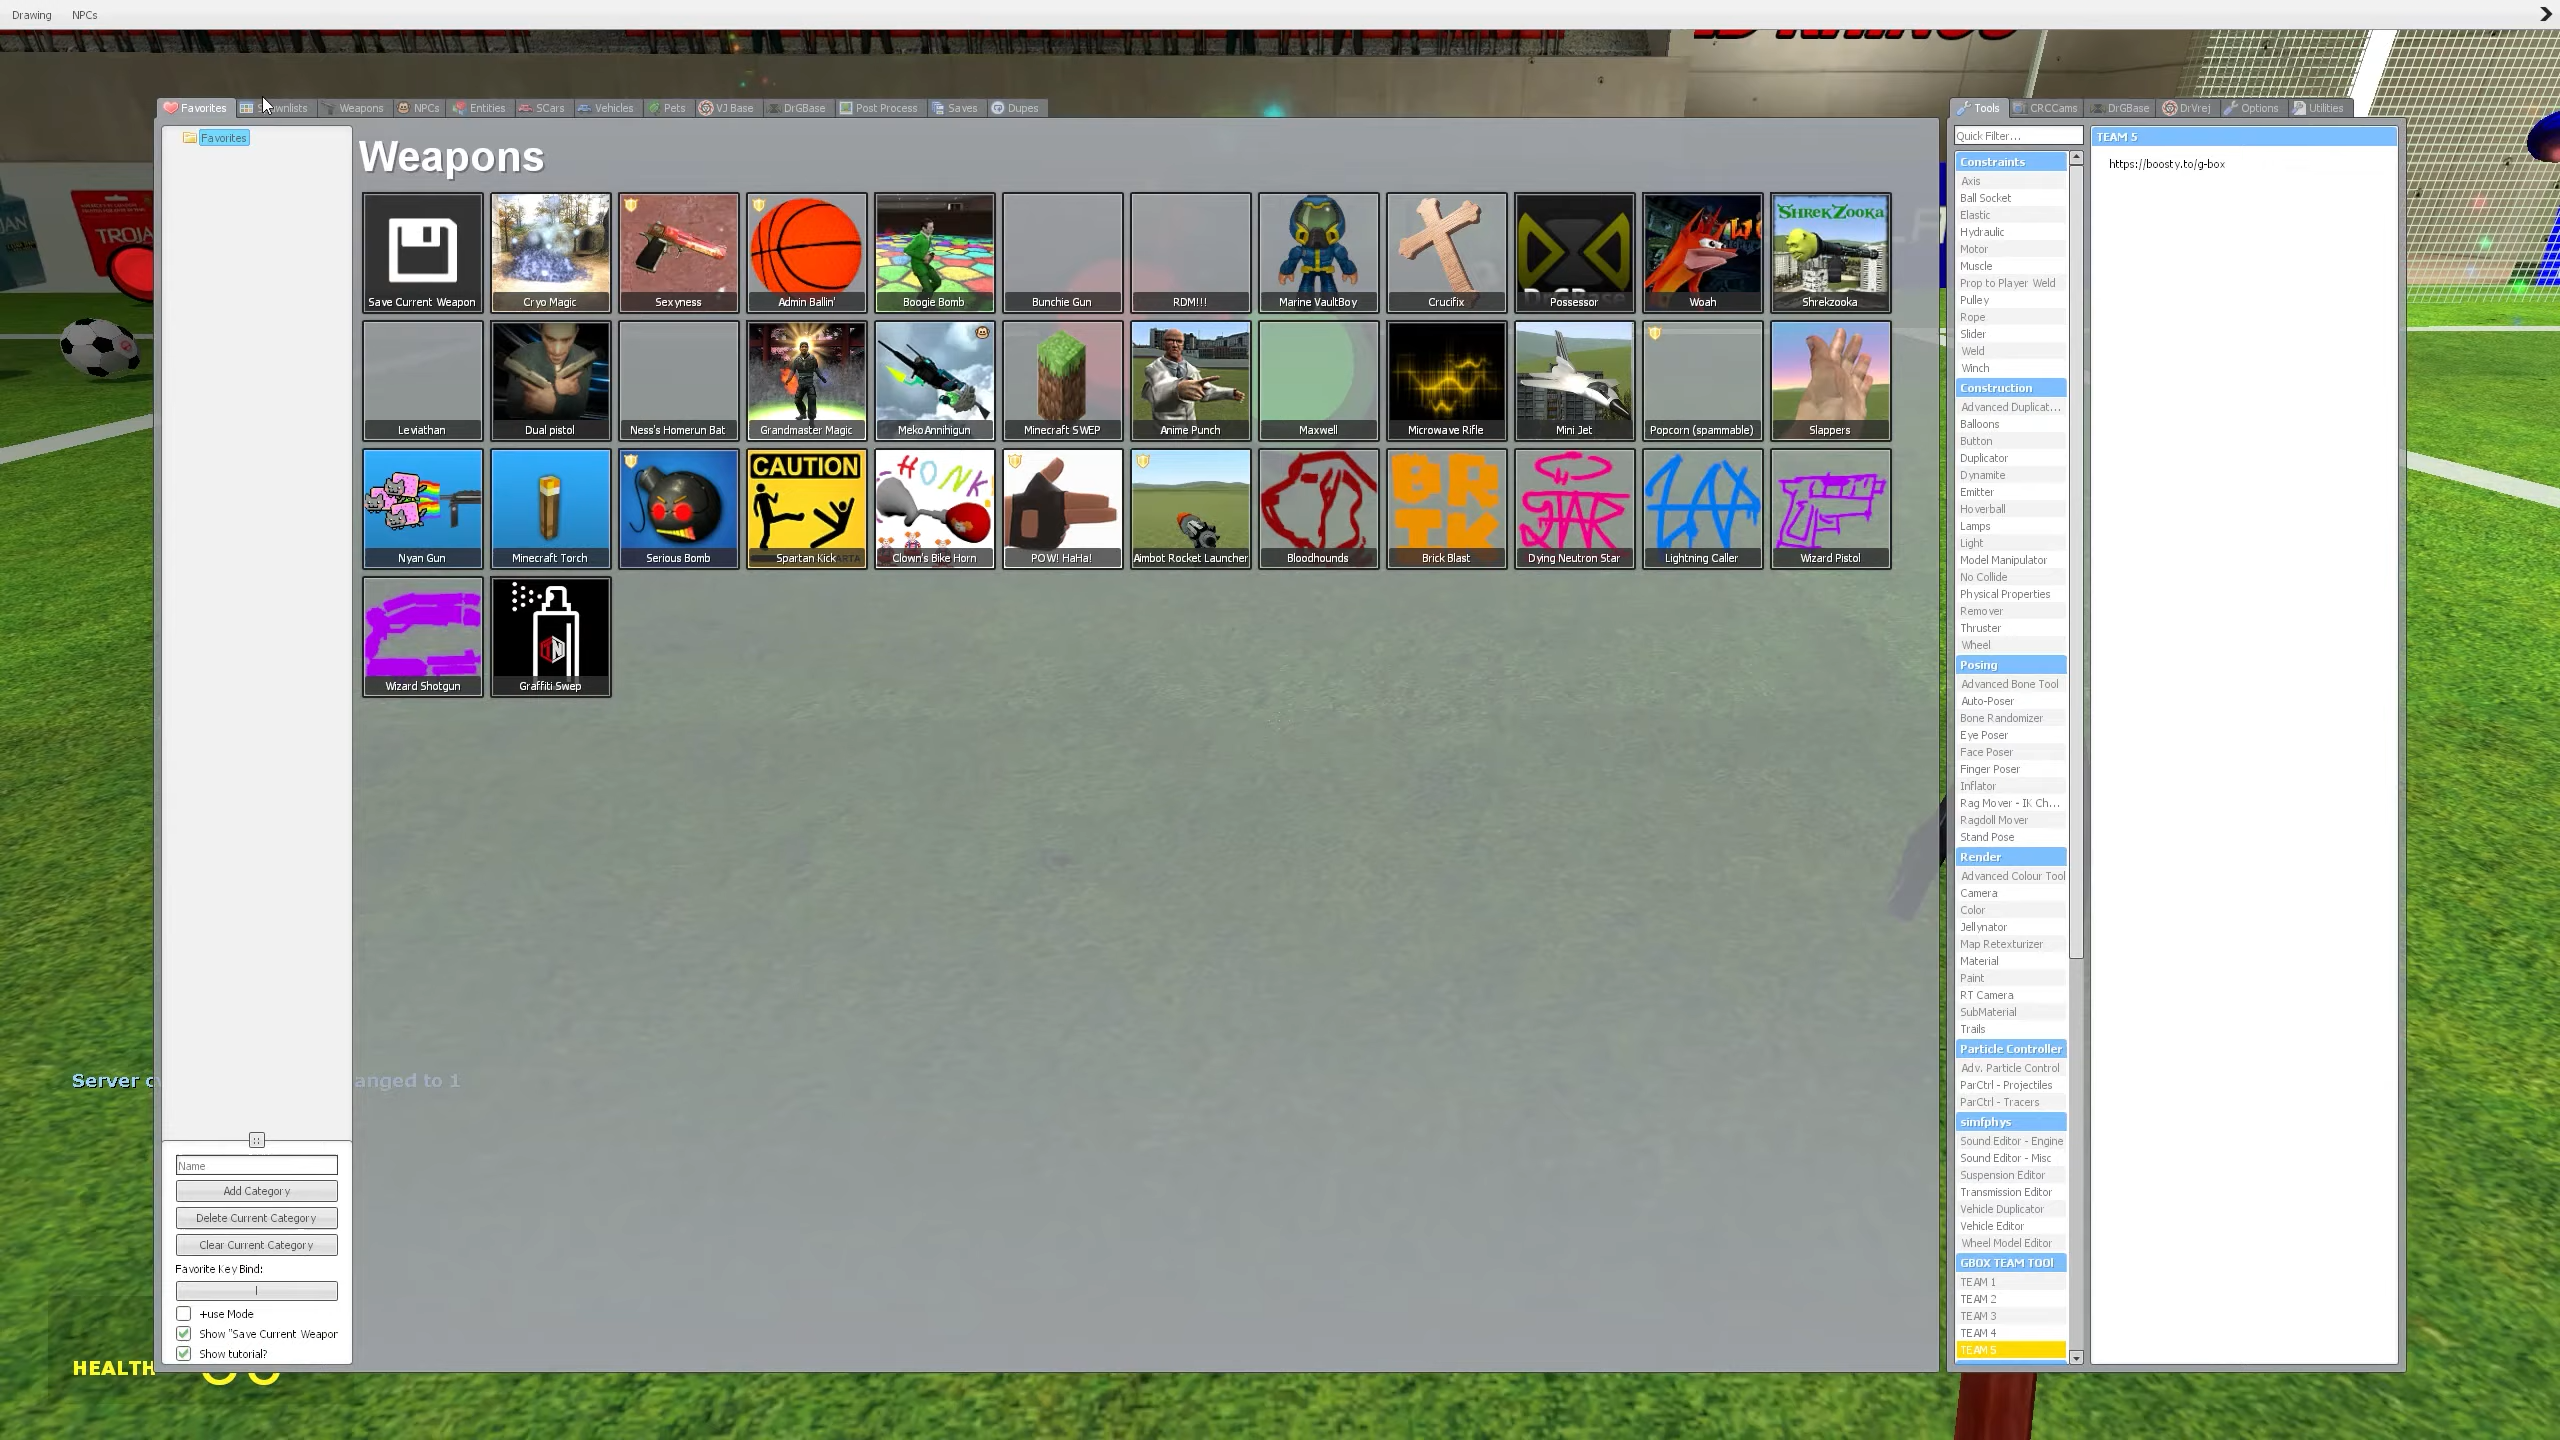 Drawing NPCs
Favorites Spawnlists Weapons NPCs Entities SCars Vehicles Pets VJ Base DrGBase Post Process Saves Dupes
Favorites
Weapons
Save Current Weapon Cryo Magic Sexyness Admin Ballin' Boogie Bomb Bunchie Gun RDM!!! Marine VaultBoy Crucifix Possessor Woah Shrekzooka
SHREKZOOKA
Leviathan Dual pistol Ness's Homerun Bat Grandmaster Magic MekoAnnihigun Minecraft SWEP Anime Punch Maxwell Microwave Rifle Mini Jet Popcorn (spammable) Slappers
CAUTION HONK BRIK STAR
Nyan Gun Minecraft Torch Serious Bomb Spartan Kick Clown's Bike Horn POW! HaHa! Aimbot Rocket Launcher Bloodhounds Brick Blast Dying Neutron Star Lightning Caller Wizard Pistol
Wizard Shotgun Graffiti Swep
Server c
anged to 1
Name
Add Category
Delete Current Category
Clear Current Category
Favorite Key Bind:
I
+use Mode
Show "Save Current Weapon
Show tutorial?
HEALTH
TROJAN
Tools CRCCams DrGBase DrVrej Options Utilities
Quick Filter...
Constraints
Axis
Ball Socket
Elastic
Hydraulic
Motor
Muscle
Prop to Player Weld
Pulley
Rope
Slider
Weld
Winch
Construction
Advanced Duplicat...
Balloons
Button
Duplicator
Dynamite
Emitter
Hoverball
Lamps
Light
Model Manipulator
No Collide
Physical Properties
Remover
Thruster
Wheel
Posing
Advanced Bone Tool
Auto-Poser
Bone Randomizer
Eye Poser
Face Poser
Finger Poser
Inflator
Rag Mover - IK Ch...
Ragdoll Mover
Stand Pose
Render
Advanced Colour Tool
Camera
Color
Jellynator
Map Retexturizer
Material
Paint
RT Camera
SubMaterial
Trails
Particle Controller
Adv. Particle Control
ParCtrl - Projectiles
ParCtrl - Tracers
simfphys
Sound Editor - Engine
Sound Editor - Misc
Suspension Editor
Transmission Editor
Vehicle Duplicator
Vehicle Editor
Wheel Model Editor
GBOX TEAM TOOl
TEAM 1
TEAM 2
TEAM 3
TEAM 4
TEAM 5
TEAM 5
https://boosty.to/g-box